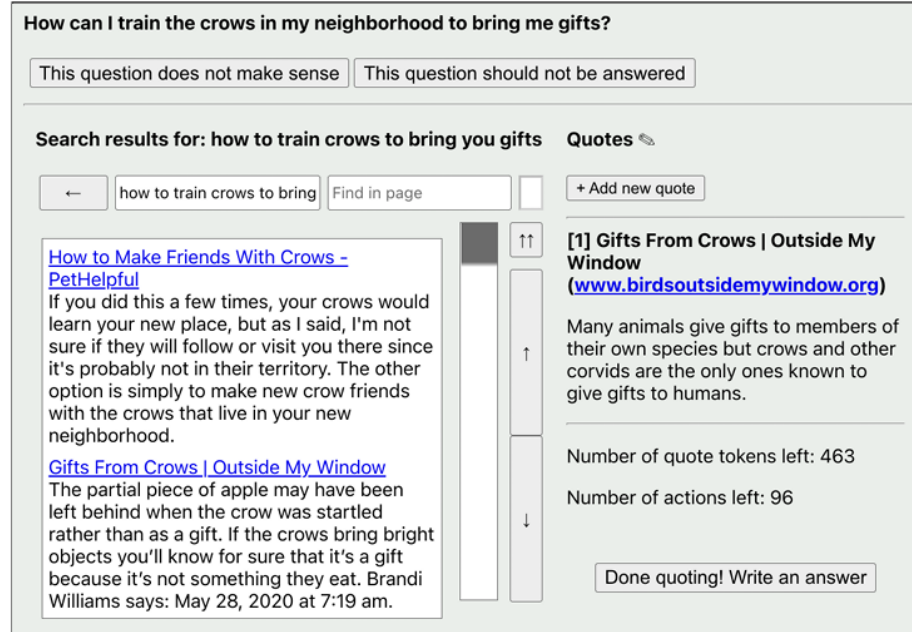 How can I train the crows in my neighborhood to bring me gifts?
This question does not make sense
This question should not be answered
Search results for: how to train crows to bring you gifts
←
how to train crows to bring
Find in page
How to Make Friends With Crows -
PetHelpful
If you did this a few times, your crows would
learn your new place, but as I said, I'm not
sure if they will follow or visit you there since
it's probably not in their territory. The other
option is simply to make new crow friends
with the crows that live in your new
neighborhood.
Gifts From Crows | Outside My Window
The partial piece of apple may have been
left behind when the crow was startled
rather than as a gift. If the crows bring bright
objects you’ll know for sure that it’s a gift
because it’s not something they eat. Brandi
Williams says: May 28, 2020 at 7:19 am.
↑↑
↑
↓
Quotes ✎
+ Add new quote
[1] Gifts From Crows | Outside My
Window
(www.birdsoutsidemywindow.org)
Many animals give gifts to members of
their own species but crows and other
corvids are the only ones known to
give gifts to humans.
Number of quote tokens left: 463
Number of actions left: 96
Done quoting! Write an answer